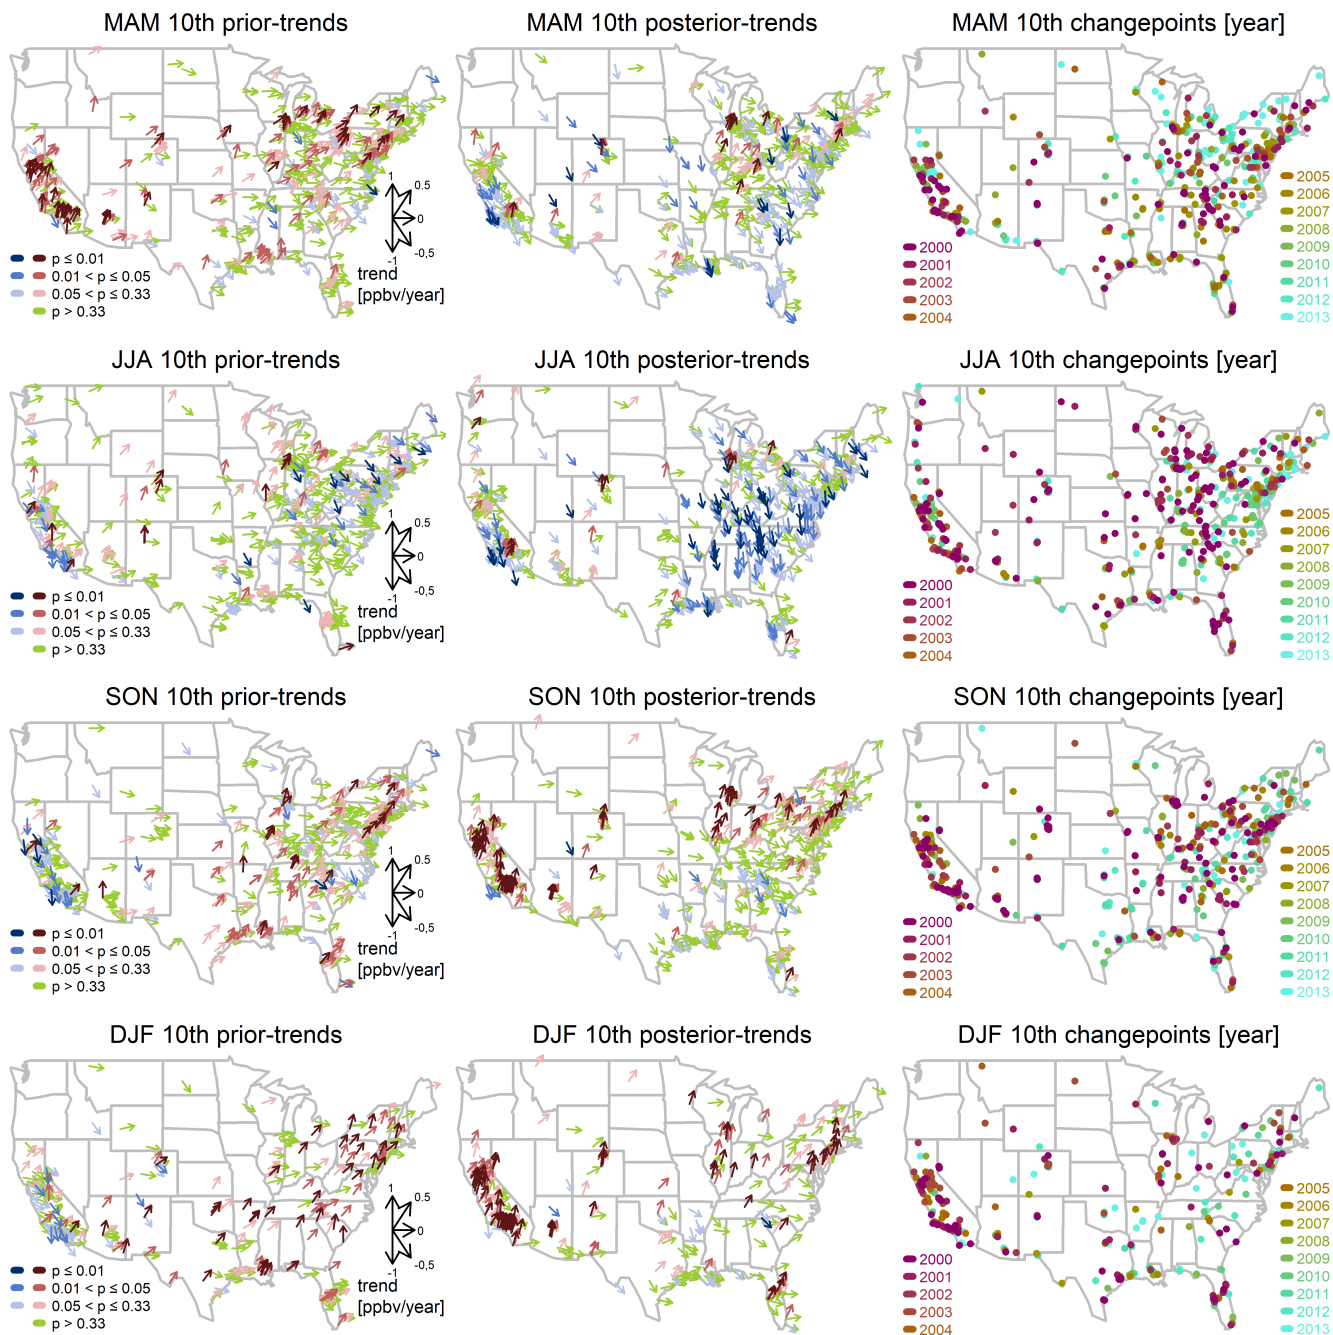 MAM 10th prior-trends
MAM 10th posterior-trends
MAM 10th changepoints [year]
1
0.5
0
-0.5
-1
trend
[ppbv/year]
p ≤ 0.01
0.01 < p ≤ 0.05
0.05 < p ≤ 0.33
p > 0.33
2000
2001
2002
2003
2004
2005
2006
2007
2008
2009
2010
2011
2012
2013
JJA 10th prior-trends
JJA 10th posterior-trends
JJA 10th changepoints [year]
1
0.5
0
-0.5
-1
trend
[ppbv/year]
p ≤ 0.01
0.01 < p ≤ 0.05
0.05 < p ≤ 0.33
p > 0.33
2000
2001
2002
2003
2004
2005
2006
2007
2008
2009
2010
2011
2012
2013
SON 10th prior-trends
SON 10th posterior-trends
SON 10th changepoints [year]
1
0.5
0
-0.5
-1
trend
[ppbv/year]
p ≤ 0.01
0.01 < p ≤ 0.05
0.05 < p ≤ 0.33
p > 0.33
2000
2001
2002
2003
2004
2005
2006
2007
2008
2009
2010
2011
2012
2013
DJF 10th prior-trends
DJF 10th posterior-trends
DJF 10th changepoints [year]
1
0.5
0
-0.5
-1
trend
[ppbv/year]
p ≤ 0.01
0.01 < p ≤ 0.05
0.05 < p ≤ 0.33
p > 0.33
2000
2001
2002
2003
2004
2005
2006
2007
2008
2009
2010
2011
2012
2013